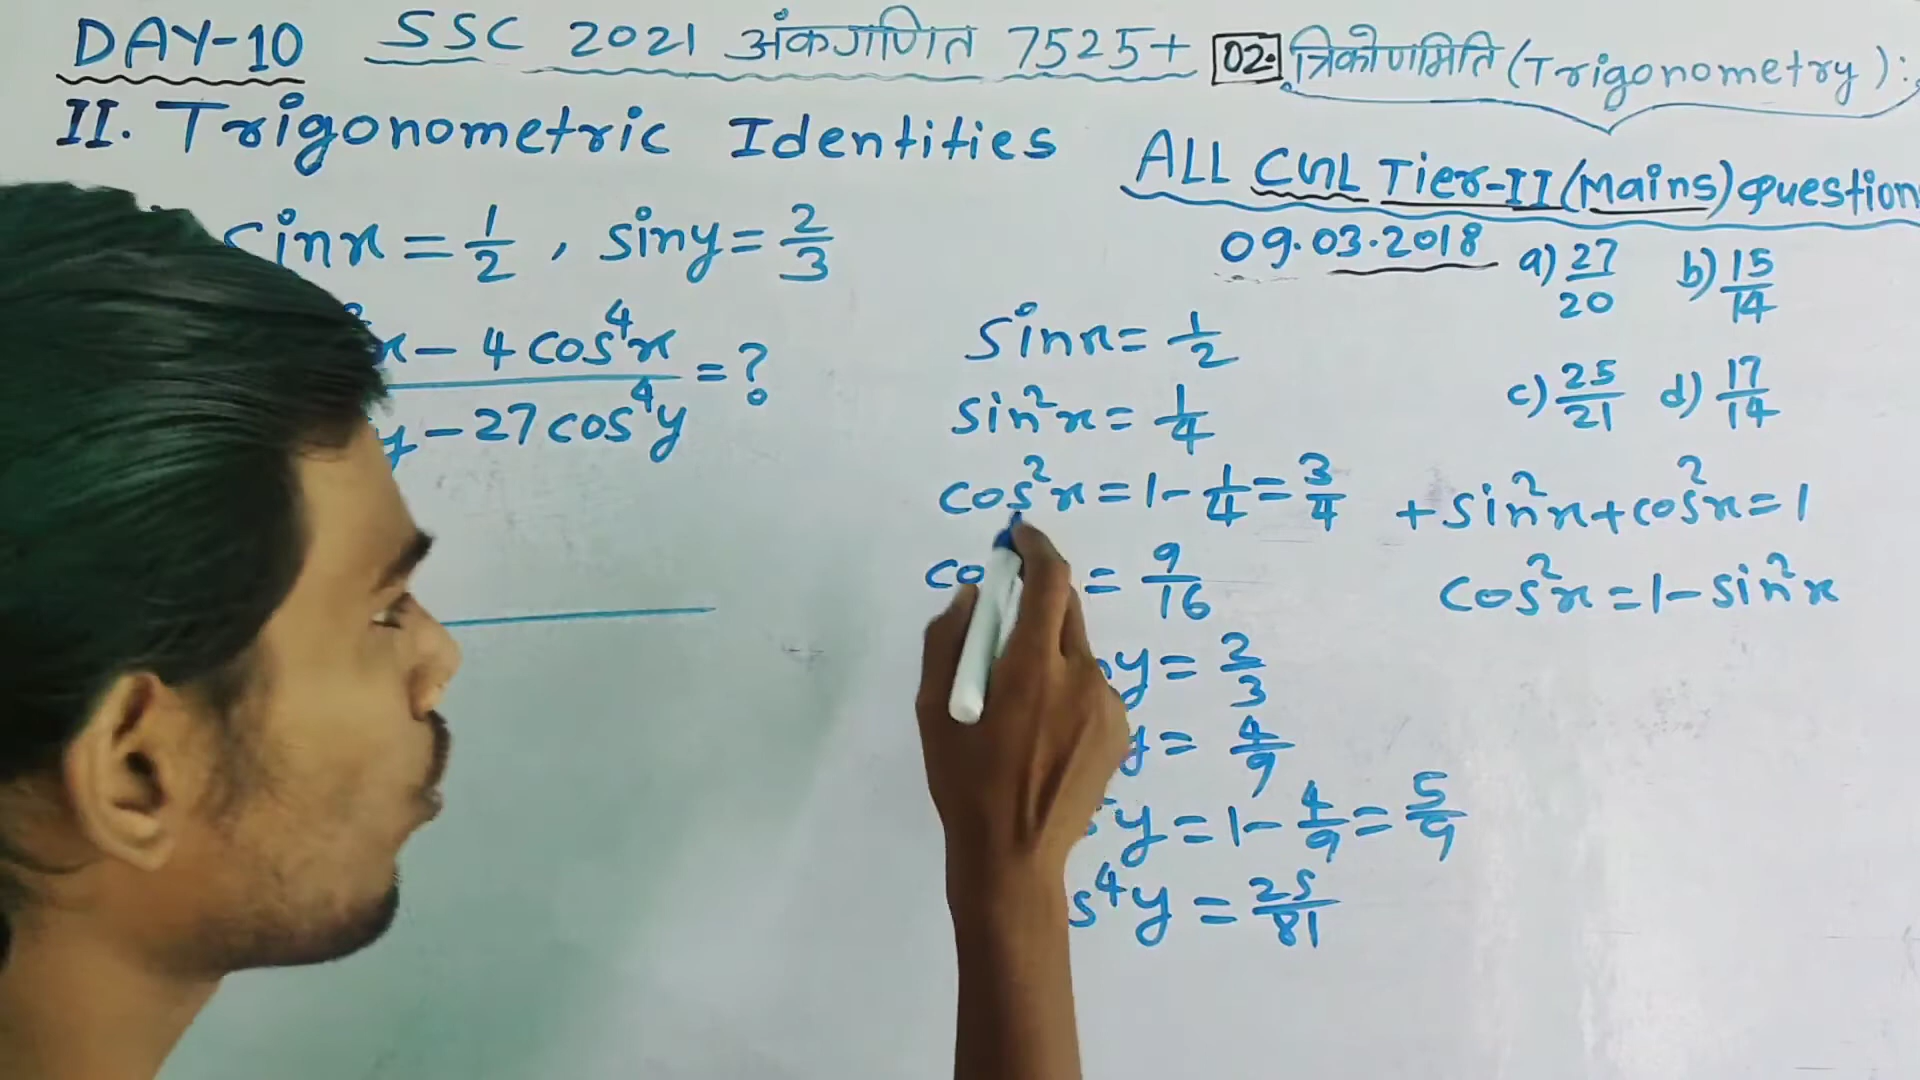 DAY-10 SSC 2021 अंकगणित 7525+ 02. त्रिकोणमिति (Trigonometry):
II. Trigonometric Identities
ALL CGL Tier-II (Mains) Question
sinx = 1/2, siny = 2/3
09.03.2018 a) 27/20 b) 15/14
c) 25/21 d) 17/14
x - 4cos⁴x / y - 27cos⁴y = ?
sinx = 1/2
sin²x = 1/4
cos²x = 1 - 1/4 = 3/4
co = 9/16
y = 2/3
y = 4/9
y = 1 - 4/9 = 5/9
s⁴y = 25/81
+ sin²x + cos²x = 1
cos²x = 1 - sin²x